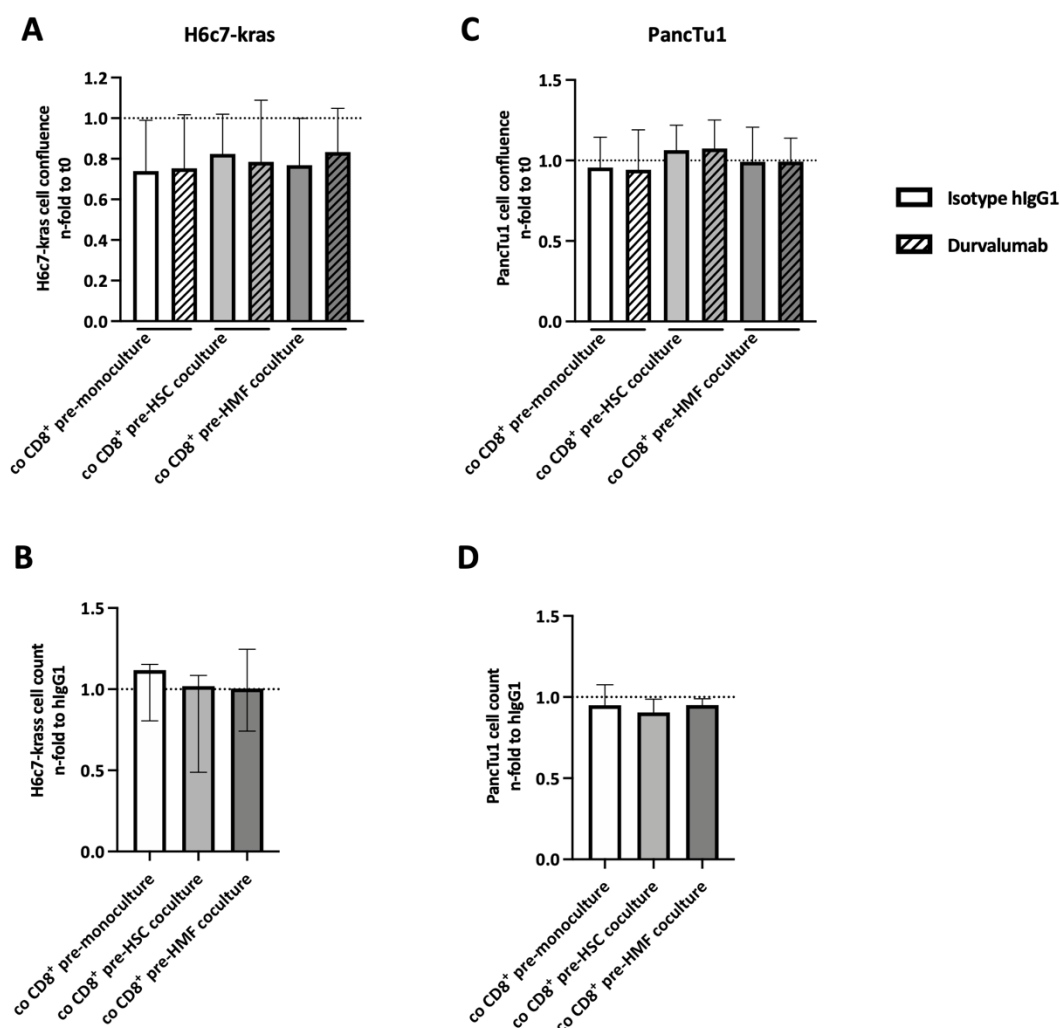 A
H6c7-kras
H6c7-kras cell confluence
n-fold to t0
1.2
1.0
0.8
0.6
0.4
0.2
0.0
co CD8⁺ pre-monoculture
co CD8⁺ pre-HSC coculture
co CD8⁺ pre-HMF coculture
C
PancTu1
PancTu1 cell confluence
n-fold to t0
1.5
1.0
0.5
0.0
co CD8⁺ pre-monoculture
co CD8⁺ pre-HSC coculture
co CD8⁺ pre-HMF coculture
Isotype hIgG1
Durvalumab
B
H6c7-krass cell count
n-fold to hIgG1
1.5
1.0
0.5
0.0
co CD8⁺ pre-monoculture
co CD8⁺ pre-HSC coculture
co CD8⁺ pre-HMF coculture
D
PancTu1 cell count
n-fold to hIgG1
1.5
1.0
0.5
0.0
co CD8⁺ pre-monoculture
co CD8⁺ pre-HSC coculture
co CD8⁺ pre-HMF coculture